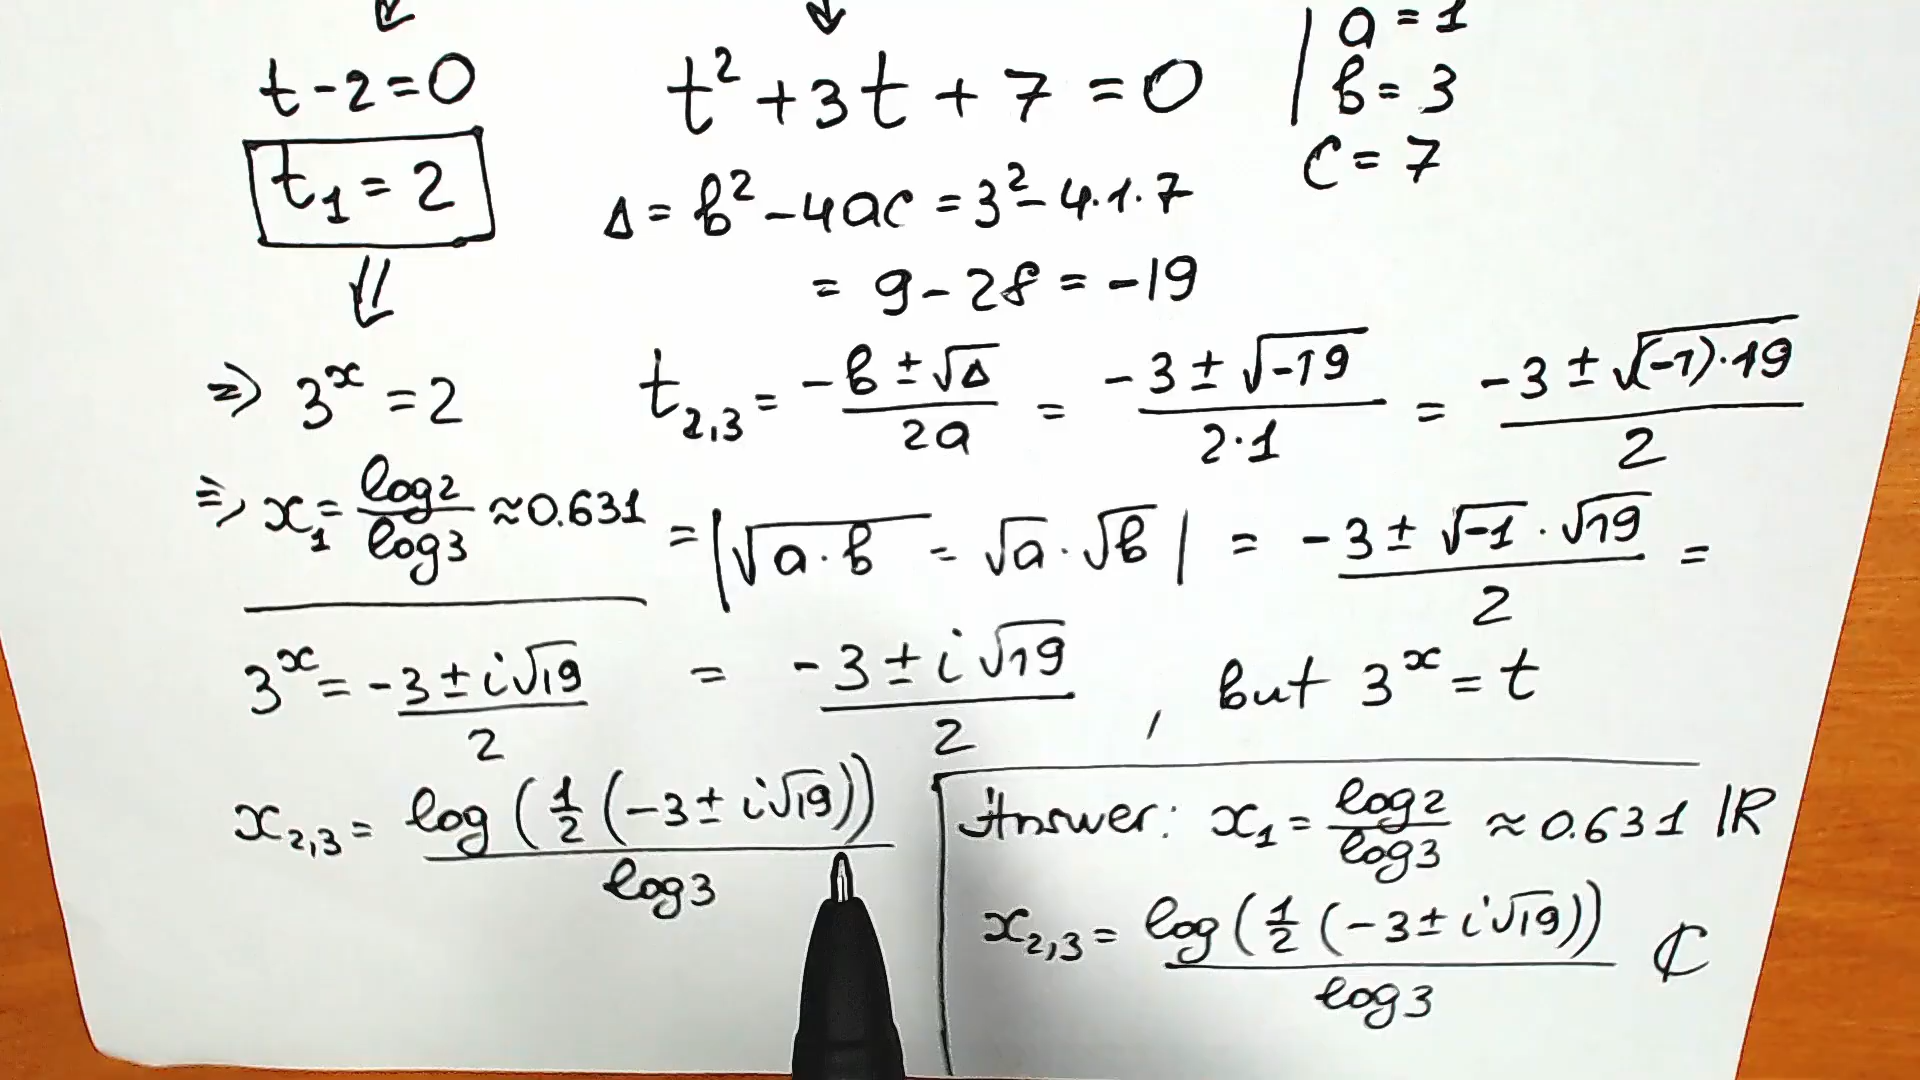 t - 2 = 0
t₁ = 2
⇒ 3ˣ = 2
⇒ x₁ = log2/log3 ≈ 0.631
t² + 3t + 7 = 0
| a = 1
b = 3
c = 7
Δ = b² - 4ac = 3² - 4·1·7
= 9 - 28 = -19
t₂,₃ = (-b ± √Δ)/2a = (-3 ± √-19)/2·1 = (-3 ± √(-1)·19)/2
= | √a·b = √a · √b | = (-3 ± √-1 · √19)/2 =
= (-3 ± i√19)/2 , but 3ˣ = t
3ˣ = (-3 ± i√19)/2
x₂,₃ = log(1/2(-3 ± i√19))/log3
Answer: x₁ = log2/log3 ≈ 0.631 ℝ
x₂,₃ = log(1/2(-3 ± i√19))/log3 ℂ